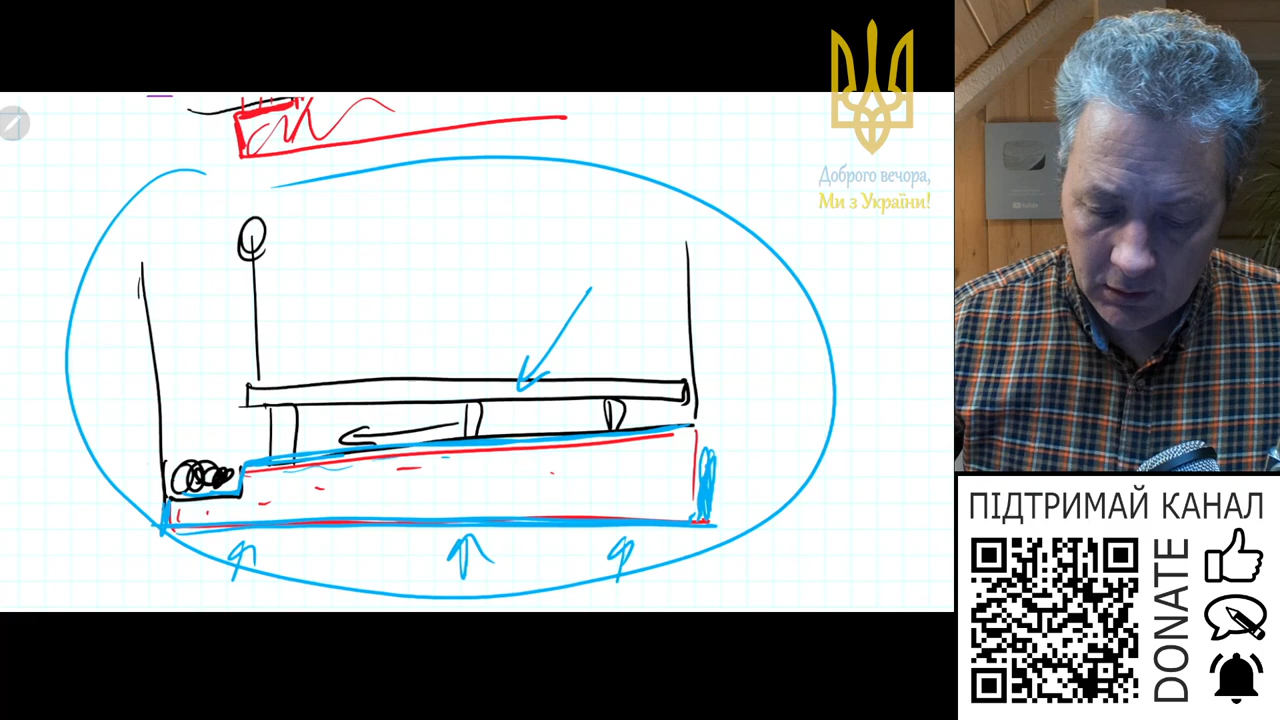 Доброго вечора,
Ми з України!
ПІДТРИМАЙ КАНАЛ
DONATE